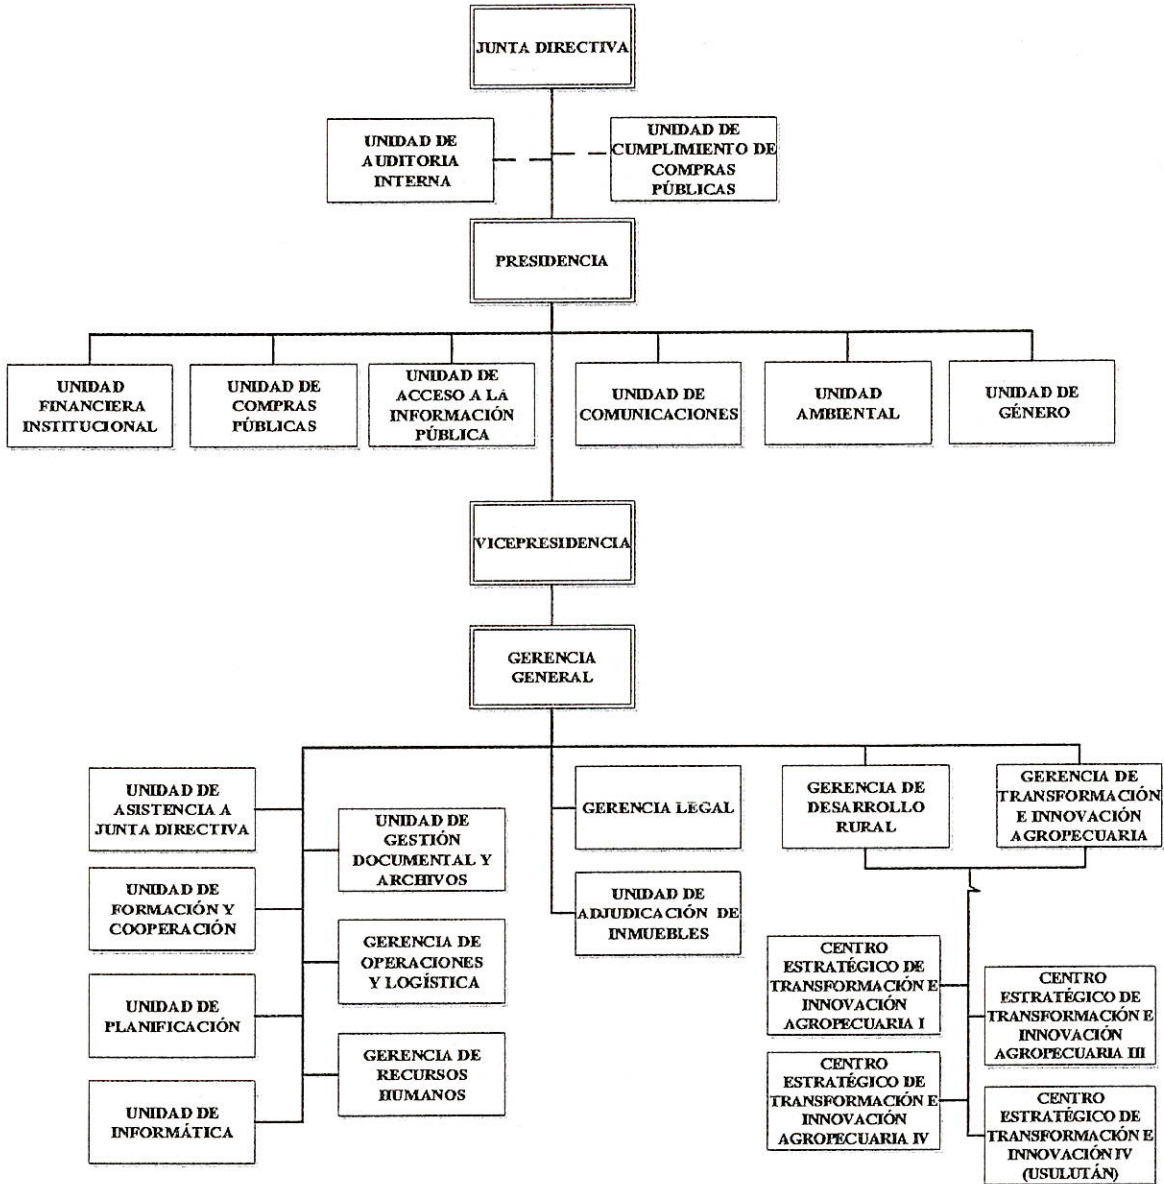 JUNTA DIRECTIVA
UNIDAD DE
AUDITORIA
INTERNA
UNIDAD DE
CUMPLIMIENTO DE
COMPRAS
PÚBLICAS
PRESIDENCIA
UNIDAD
FINANCIERA
INSTITUCIONAL
UNIDAD DE
COMPRAS
PÚBLICAS
UNIDAD DE
ACCESO A LA
INFORMACIÓN
PÚBLICA
UNIDAD DE
COMUNICACIONES
UNIDAD
AMBIENTAL
UNIDAD DE
GÉNERO
VICEPRESIDENCIA
GERENCIA
GENERAL
UNIDAD DE
ASISTENCIA A
JUNTA DIRECTIVA
UNIDAD DE
GESTIÓN
DOCUMENTAL Y
ARCHIVOS
UNIDAD DE
FORMACIÓN Y
COOPERACIÓN
GERENCIA DE
OPERACIONES
Y LOGÍSTICA
UNIDAD DE
PLANIFICACIÓN
GERENCIA DE
RECURSOS
HUMANOS
UNIDAD DE
INFORMÁTICA
GERENCIA LEGAL
UNIDAD DE
ADJUDICACIÓN DE
INMUEBLES
GERENCIA DE
DESARROLLO
RURAL
GERENCIA DE
TRANSFORMACIÓN
E INNOVACIÓN
AGROPECUARIA
CENTRO
ESTRATÉGICO DE
TRANSFORMACIÓN E
INNOVACIÓN
AGROPECUARIA I
CENTRO
ESTRATÉGICO DE
TRANSFORMACIÓN E
INNOVACIÓN
AGROPECUARIA III
CENTRO
ESTRATÉGICO DE
TRANSFORMACIÓN E
INNOVACIÓN
AGROPECUARIA IV
CENTRO
ESTRATÉGICO DE
TRANSFORMACIÓN E
INNOVACIÓN IV
(USULUTÁN)